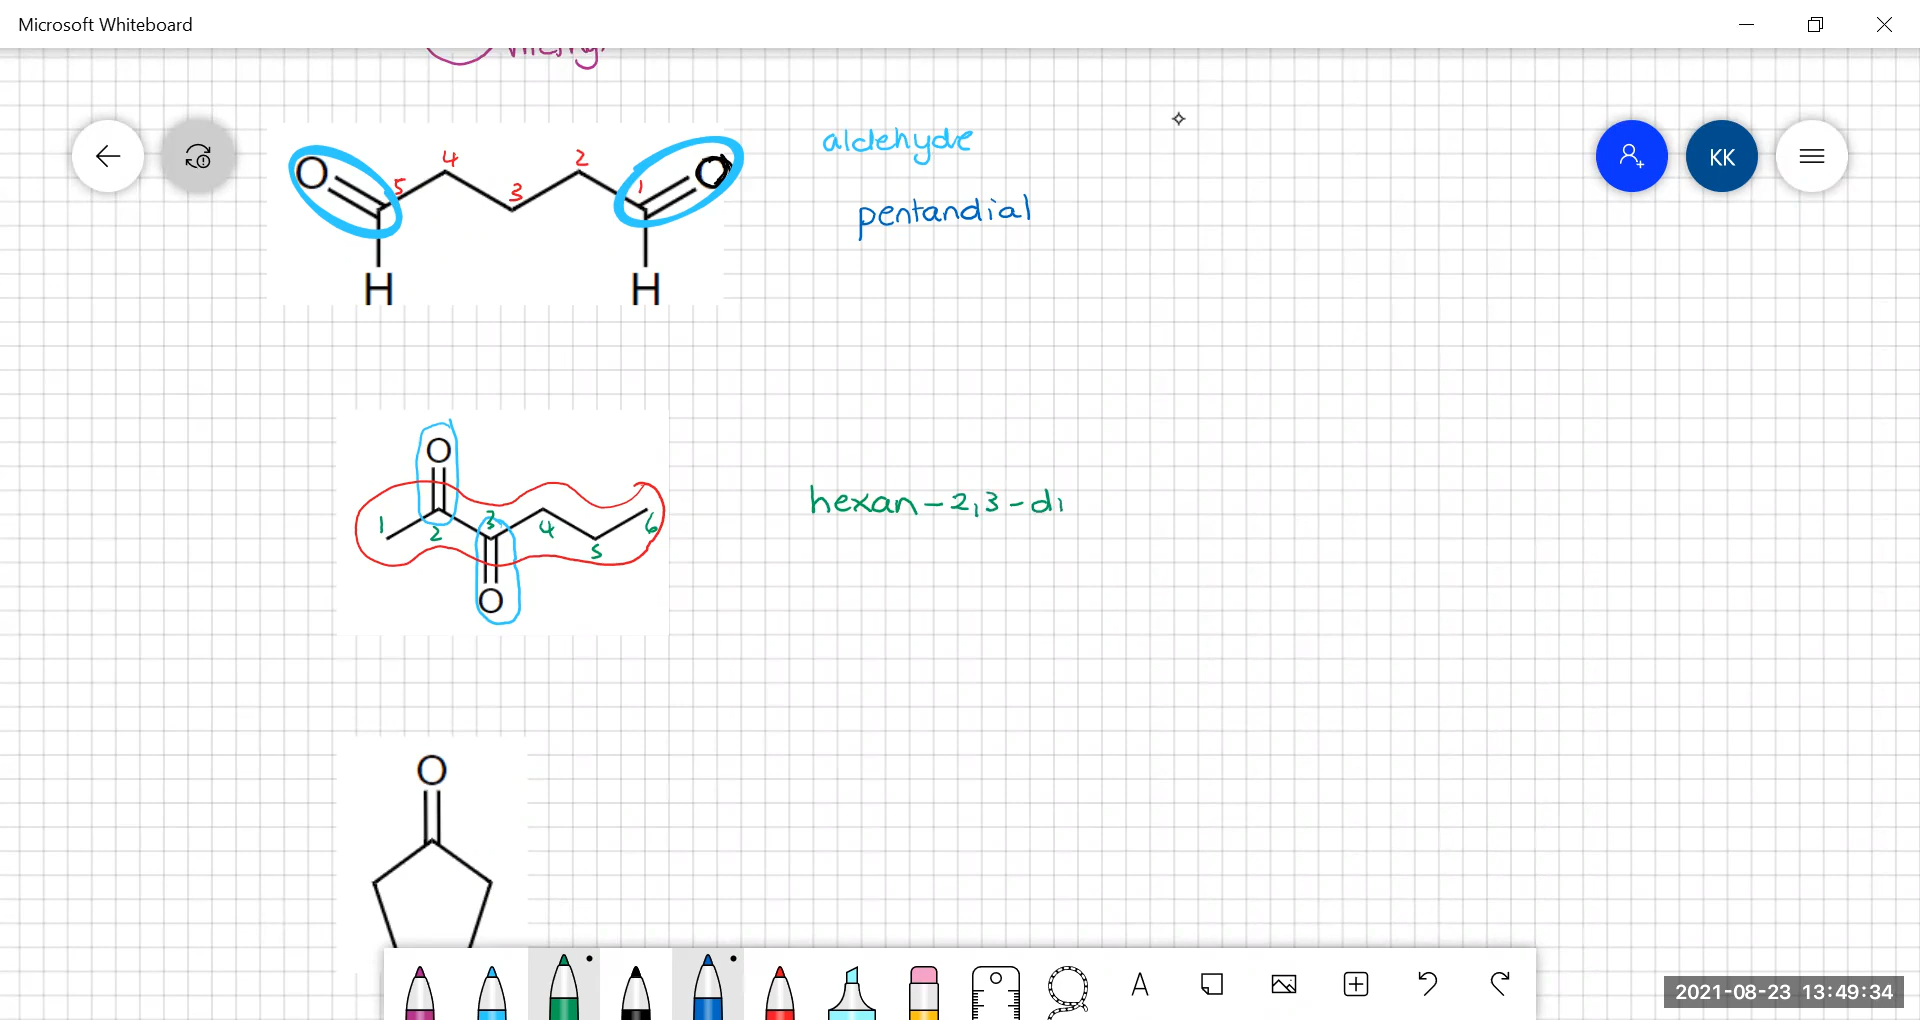 Microsoft Whiteboard
aldehyde
pentandial
O 5 4 3 2 1 O
H H
KK
O
hexan-2,3-di
1 2 3 4 5 6
O
O
A
2021-08-23 13:49:34